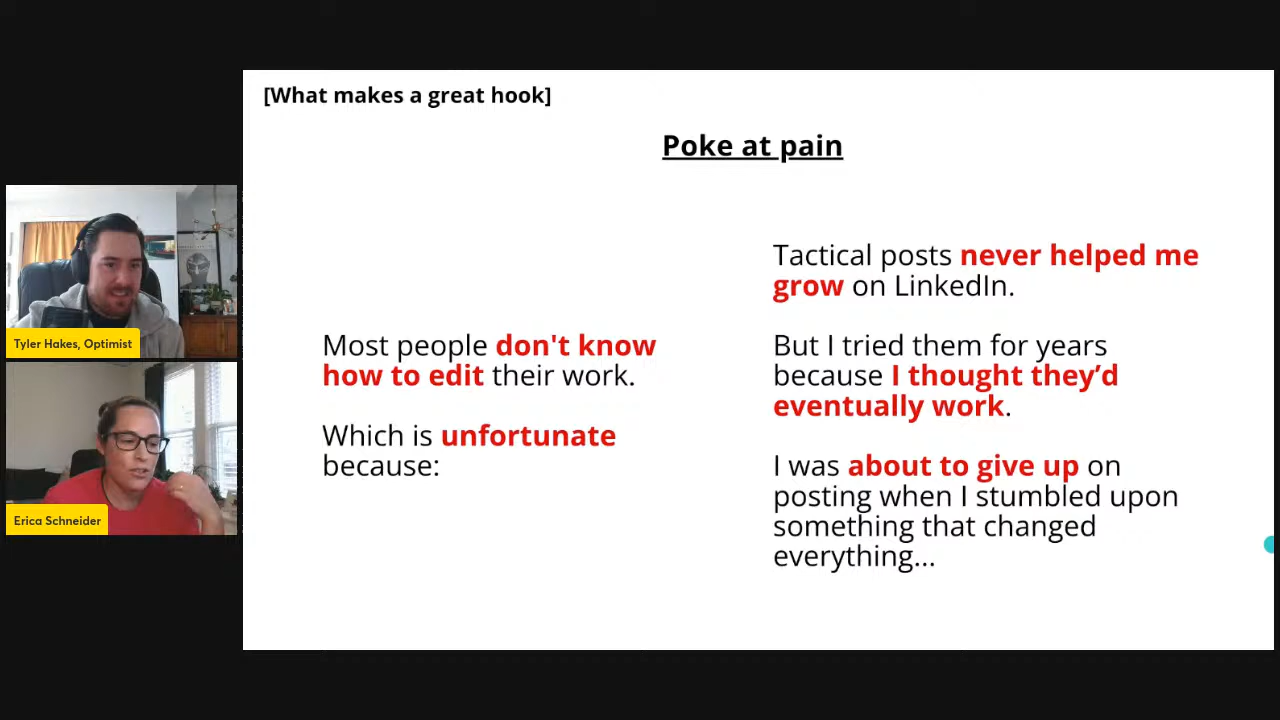 [What makes a great hook]
Poke at pain
Most people don't know
how to edit their work.
Which is unfortunate
because:
Tactical posts never helped me
grow on LinkedIn.
But I tried them for years
because I thought they’d
eventually work.
I was about to give up on
posting when I stumbled upon
something that changed
everything...
Tyler Hakes, Optimist
Erica Schneider